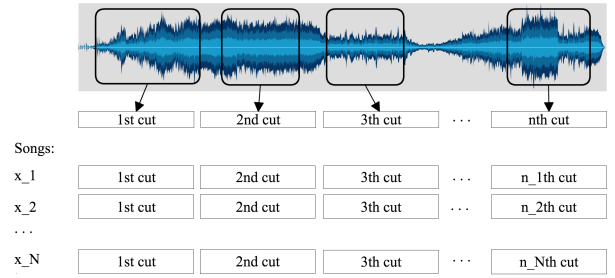 1st cut 2nd cut 3th cut . . . nth cut
Songs:
x_1 1st cut 2nd cut 3th cut . . . n_1th cut
x_2 1st cut 2nd cut 3th cut . . . n_2th cut
. . .
x_N 1st cut 2nd cut 3th cut . . . n_Nth cut